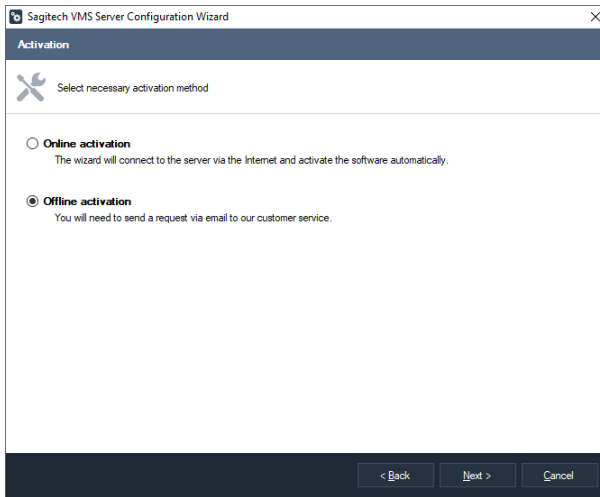 Sagitech VMS Server Configuration Wizard
Activation
Select necessary activation method
Online activation
The wizard will connect to the server via the Internet and activate the software automatically.
Offline activation
You will need to send a request via email to our customer service.
< Back Next > Cancel